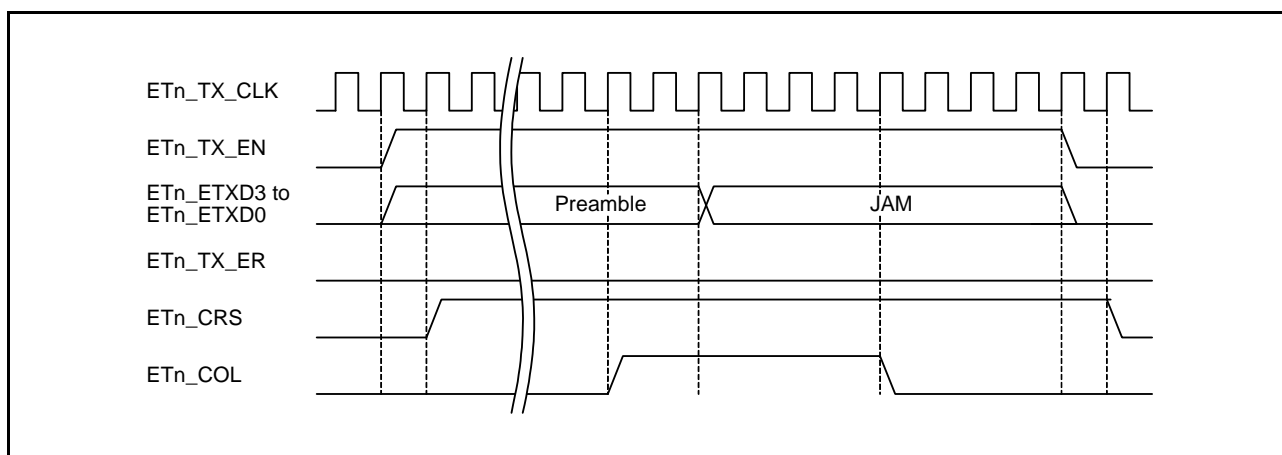 ETn_TX_CLK
ETn_TX_EN
ETn_ETXD3 to
ETn_ETXD0
Preamble
JAM
ETn_TX_ER
ETn_CRS
ETn_COL